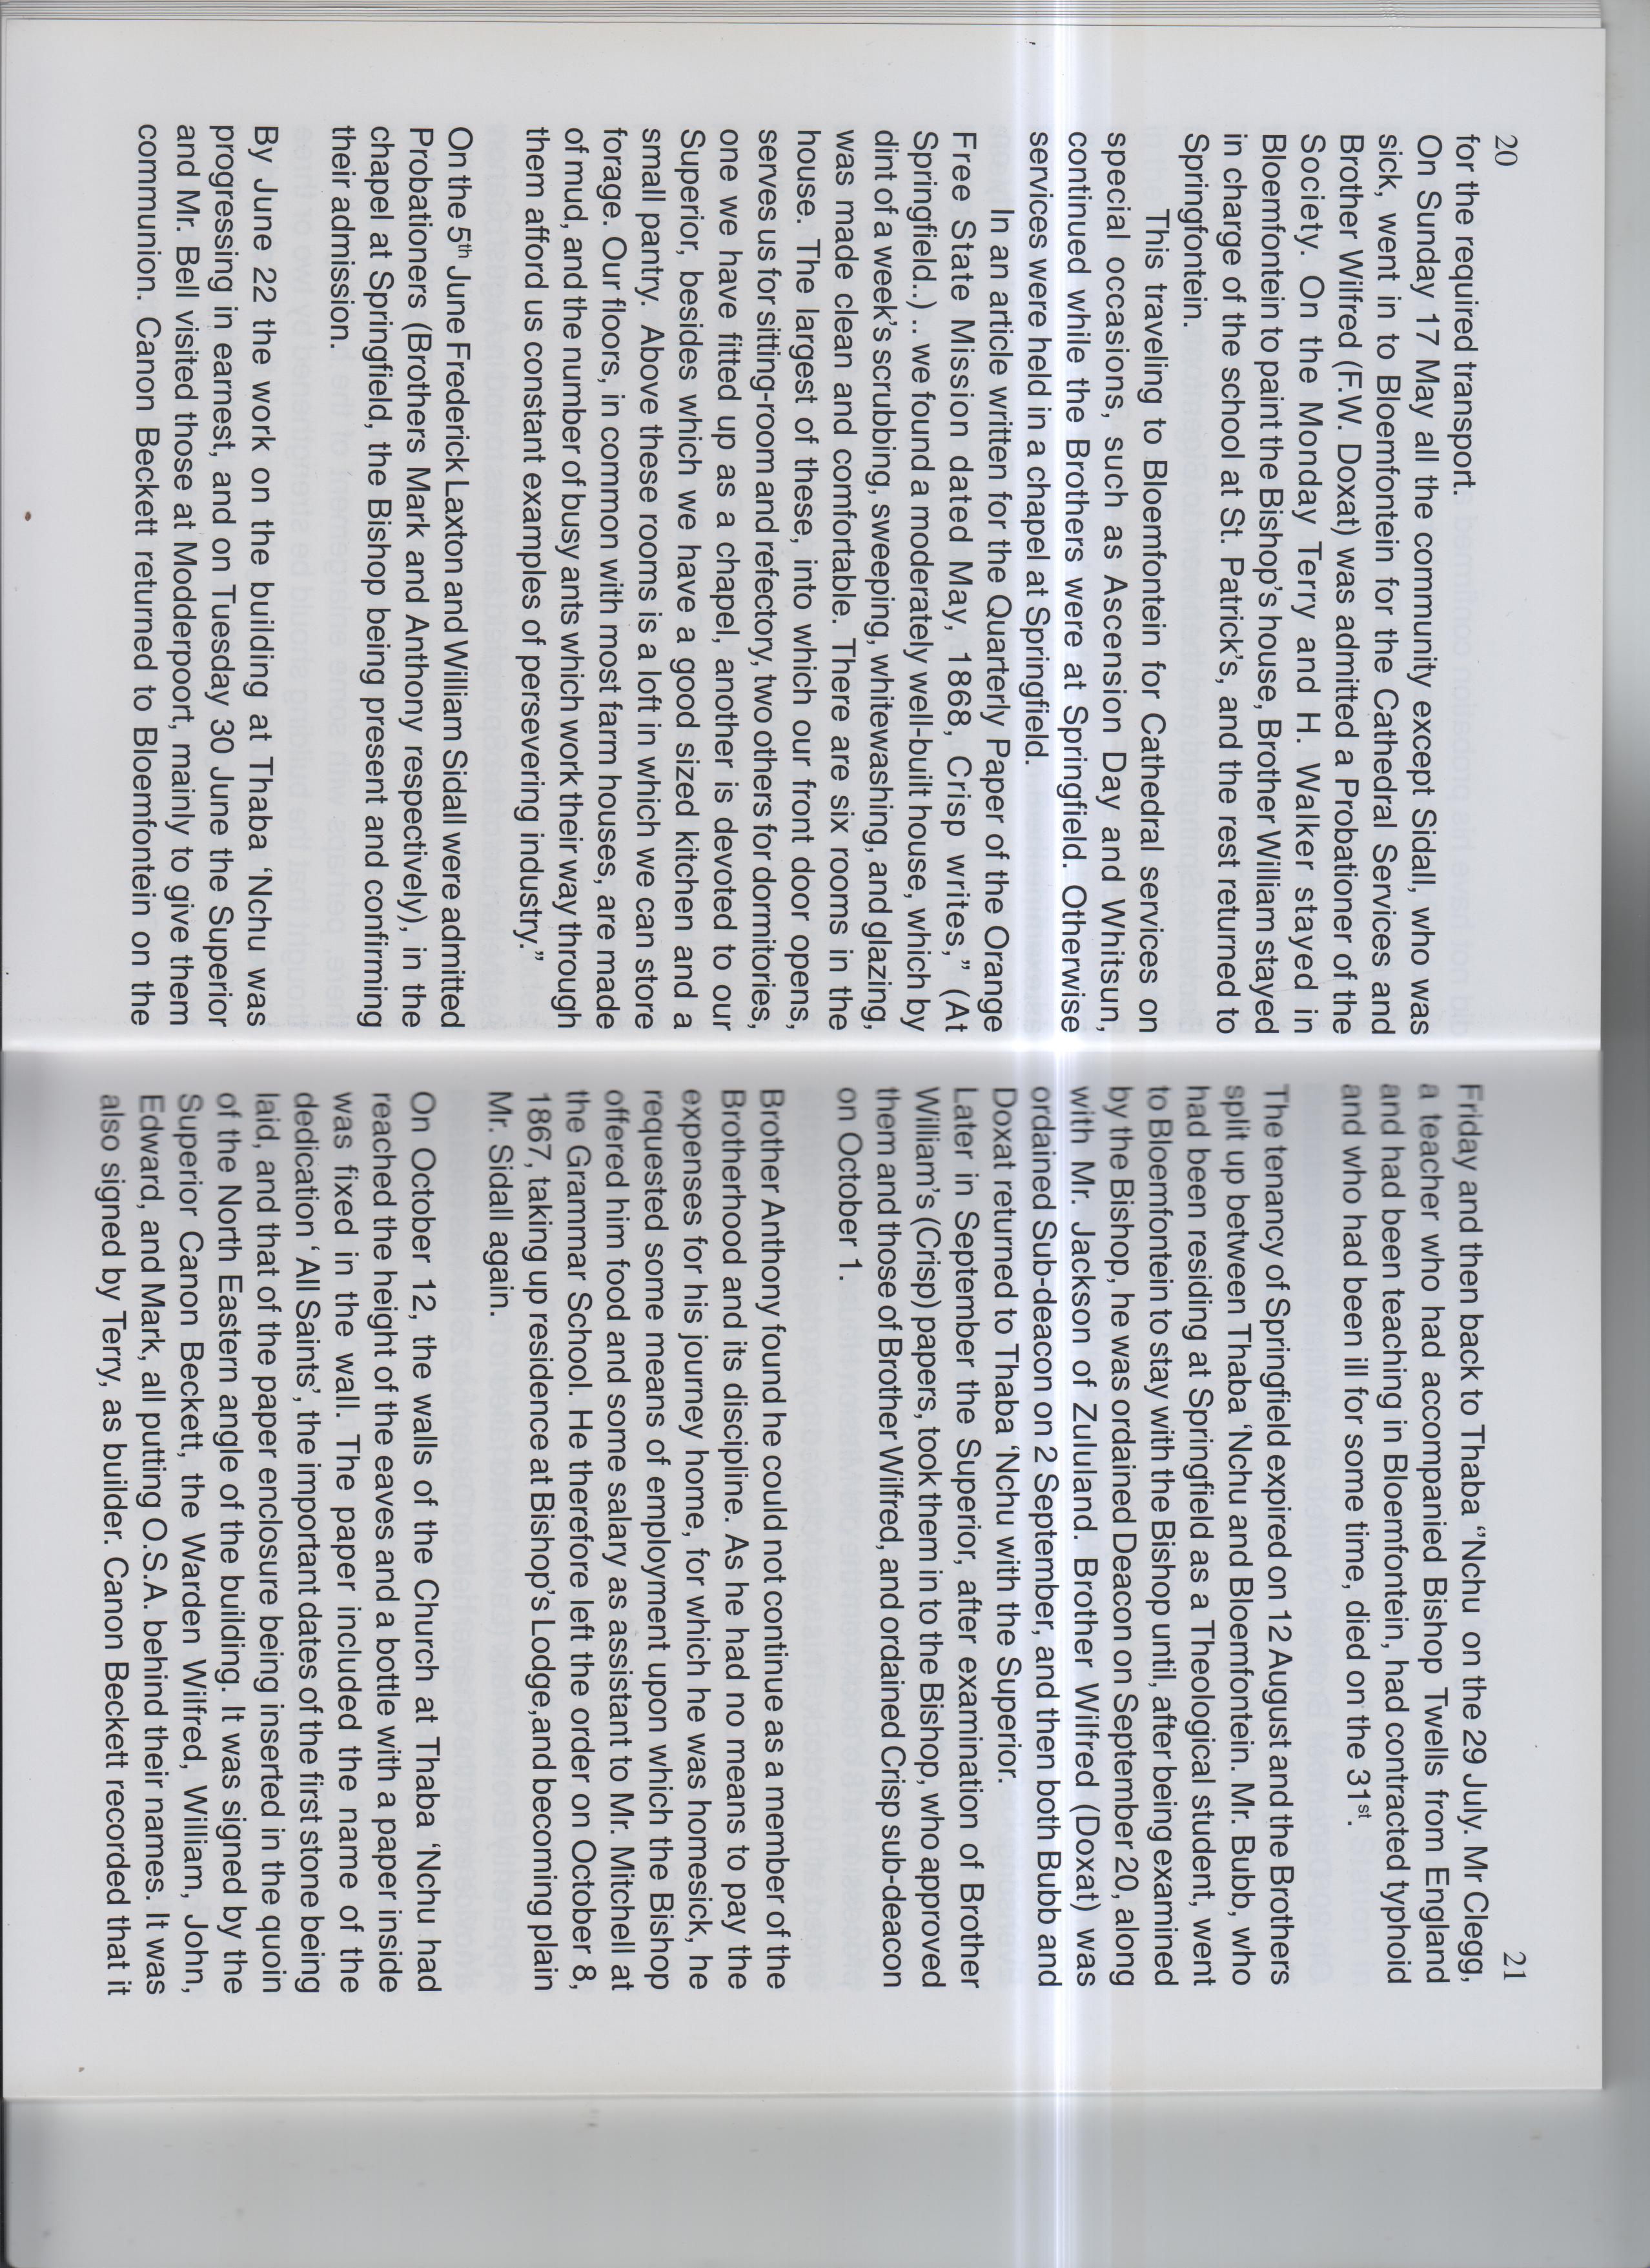 20
for the required transport.
On Sunday 17 May all the community except Sidall, who was
sick, went in to Bloemfontein for the Cathedral Services and
Brother Wilfred (F.W. Doxat) was admitted a Probationer of the
Society. On the Monday Terry and H. Walker stayed in
Bloemfontein to paint the Bishop's house, Brother William stayed
in charge of the school at St. Patrick's, and the rest returned to
Springfontein.
This traveling to Bloemfontein for Cathedral services on
special occasions, such as Ascension Day and Whitsun,
continued while the Brothers were at Springfield. Otherwise
services were held in a chapel at Springfield.
In an article written for the Quarterly Paper of the Orange
Free State Mission dated May, 1868, Crisp writes," (At
Springfield..) ..we found a moderately well-built house, which by
dint of a week's scrubbing, sweeping, whitewashing, and glazing
was made clean and comfortable. There are six rooms in the
house. The largest of these, into which our front door opens,
serves us for sitting-room and refectory, two others for dormitories,
one we have fitted up as a chapel, another is devoted to our
Superior, besides which we have a good sized kitchen and a
small pantry. Above these rooms is a loft in which we can store
forage. Our floors, in common with most farm houses, are made
of mud, and the number of busy ants which work their way through
them afford us constant examples of persevering industry."
On the 5th June Frederick Laxton and William Sidall were admitted
Probationers (Brothers Mark and Anthony respectively), in the
chapel at Springfield, the Bishop being present and confirming
their admission.
By June 22 the work on the building at Thaba 'Nchu was
progressing in earnest, and on Tuesday 30 June the Superior
and Mr. Bell visited those at Modderpoort, mainly to give them
communion. Canon Beckett returned to Bloemfontein on the
21
Friday and then back to Thaba ''Nchu on the 29 July. Mr Clegg,
a teacher who had accompanied Bishop Twells from England
and had been teaching in Bloemfontein, had contracted typhoid
and who had been ill for some time, died on the 31st.
The tenancy of Springfield expired on 12 August and the Brothers
split up between Thaba 'Nchu and Bloemfontein. Mr. Bubb, who
had been residing at Springfield as a Theological student, went
to Bloemfontein to stay with the Bishop until, after being examined
by the Bishop, he was ordained Deacon on September 20, along
with Mr. Jackson of Zululand. Brother Wilfred (Doxat) was
ordained Sub-deacon on 2 September, and then both Bubb and
Doxat returned to Thaba 'Nchu with the Superior.
Later in September the Superior, after examination of Brother
William's (Crisp) papers, took them in to the Bishop, who approved
them and those of Brother Wilfred, and ordained Crisp sub-deacon
on October 1.
Brother Anthony found he could not continue as a member of the
Brotherhood and its discipline. As he had no means to pay the
expenses for his journey home, for which he was homesick, he
requested some means of employment upon which the Bishop
offered him food and some salary as assistant to Mr. Mitchell at
the Grammar School. He therefore left the order on October 8,
1867, taking up residence at Bishop's Lodge,and becoming plain
Mr. Sidall again.
On October 12, the walls of the Church at Thaba 'Nchu had
reached the height of the eaves and a bottle with a paper inside
was fixed in the wall. The paper included the name of the
dedication ' All Saints', the important dates of the first stone being
laid, and that of the paper enclosure being inserted in the quoin
of the North Eastern angle of the building. It was signed by the
Superior Canon Beckett, the Warden Wilfred, William, John,
Edward, and Mark, all putting O.S.A. behind their names. It was
also signed by Terry, as builder. Canon Beckett recorded that it